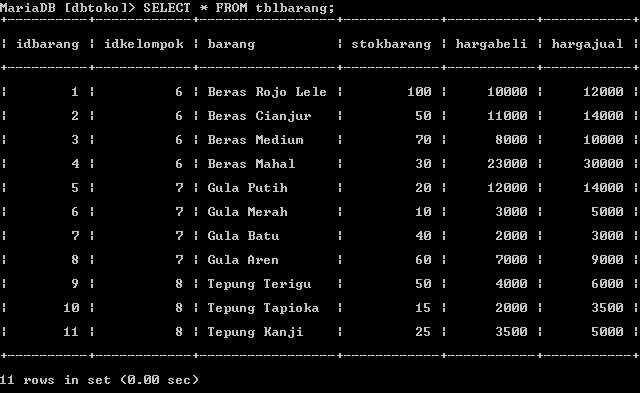 MariaDB [dbtoko]> SELECT * FROM tblbarang;
+----------+------------+-----------------+------------+-----------+-----------+
¦ idbarang ¦ idkelompok ¦ barang          ¦ stokbarang ¦ hargabeli ¦ hargajual ¦
+----------+------------+-----------------+------------+-----------+-----------+
¦        1 ¦          6 ¦ Beras Rojo Lele ¦        100 ¦     10000 ¦     12000 ¦
¦        2 ¦          6 ¦ Beras Cianjur   ¦         50 ¦     11000 ¦     14000 ¦
¦        3 ¦          6 ¦ Beras Medium    ¦         70 ¦      8000 ¦     10000 ¦
¦        4 ¦          6 ¦ Beras Mahal     ¦         30 ¦     23000 ¦     30000 ¦
¦        5 ¦          7 ¦ Gula Putih      ¦         20 ¦     12000 ¦     14000 ¦
¦        6 ¦          7 ¦ Gula Merah      ¦         10 ¦      3000 ¦      5000 ¦
¦        7 ¦          7 ¦ Gula Batu       ¦         40 ¦      2000 ¦      3000 ¦
¦        8 ¦          7 ¦ Gula Aren       ¦         60 ¦      7000 ¦      9000 ¦
¦        9 ¦          8 ¦ Tepung Terigu   ¦         50 ¦      4000 ¦      6000 ¦
¦       10 ¦          8 ¦ Tepung Tapioka  ¦         15 ¦      2000 ¦      3500 ¦
¦       11 ¦          8 ¦ Tepung Kanji    ¦         25 ¦      3500 ¦      5000 ¦
+----------+------------+-----------------+------------+-----------+-----------+
11 rows in set (0.00 sec)